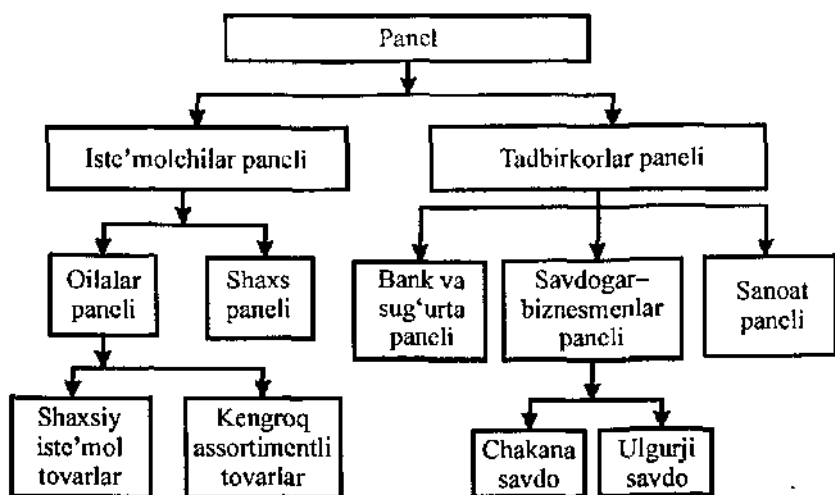 Panel
Iste’molchilar paneli
Tadbirkorlar paneli
Oilalar
paneli
Shaxs
paneli
Bank va
sug‘urta
paneli
Savdogar–
biznesmenlar
paneli
Sanoat
paneli
Shaxsiy
iste’mol
tovarlar
Kengroq
assortimentli
tovarlar
Chakana
savdo
Ulgurji
savdo